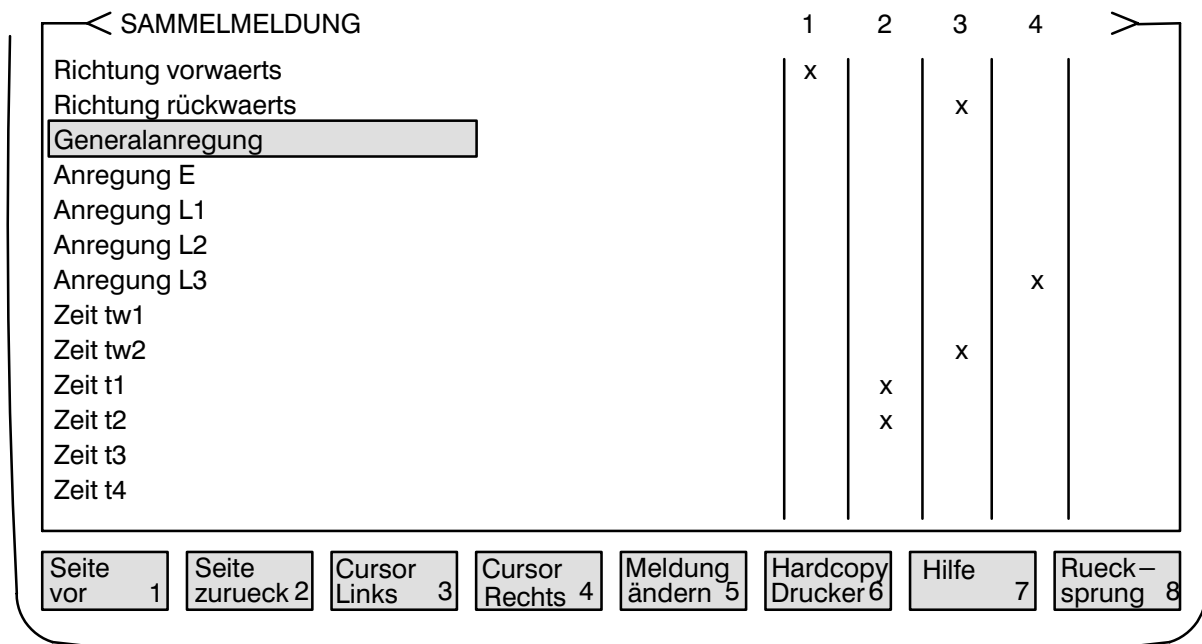 SAMMELMELDUNG 1 2 3 4
Richtung vorwaerts x
Richtung rückwaerts x
Generalanregung
Anregung E
Anregung L1
Anregung L2
Anregung L3 x
Zeit tw1
Zeit tw2 x
Zeit t1 x
Zeit t2 x
Zeit t3
Zeit t4
Seite vor 1
Seite zurueck 2
Cursor Links 3
Cursor Rechts 4
Meldung ändern 5
Hardcopy Drucker 6
Hilfe 7
Rueck– sprung 8